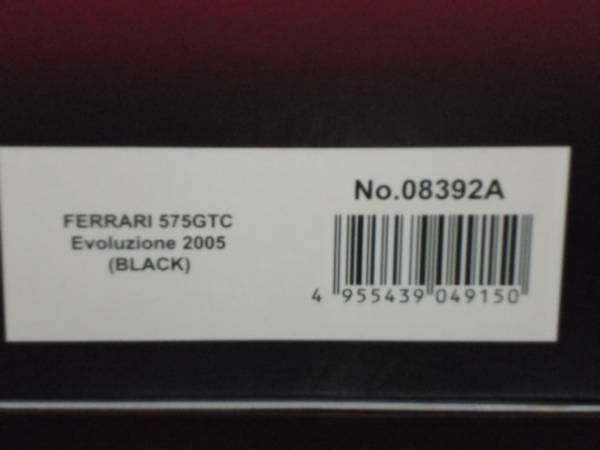 FERRARI 575GTC
Evoluzione 2005
(BLACK)
No.08392A
4 955439 049150